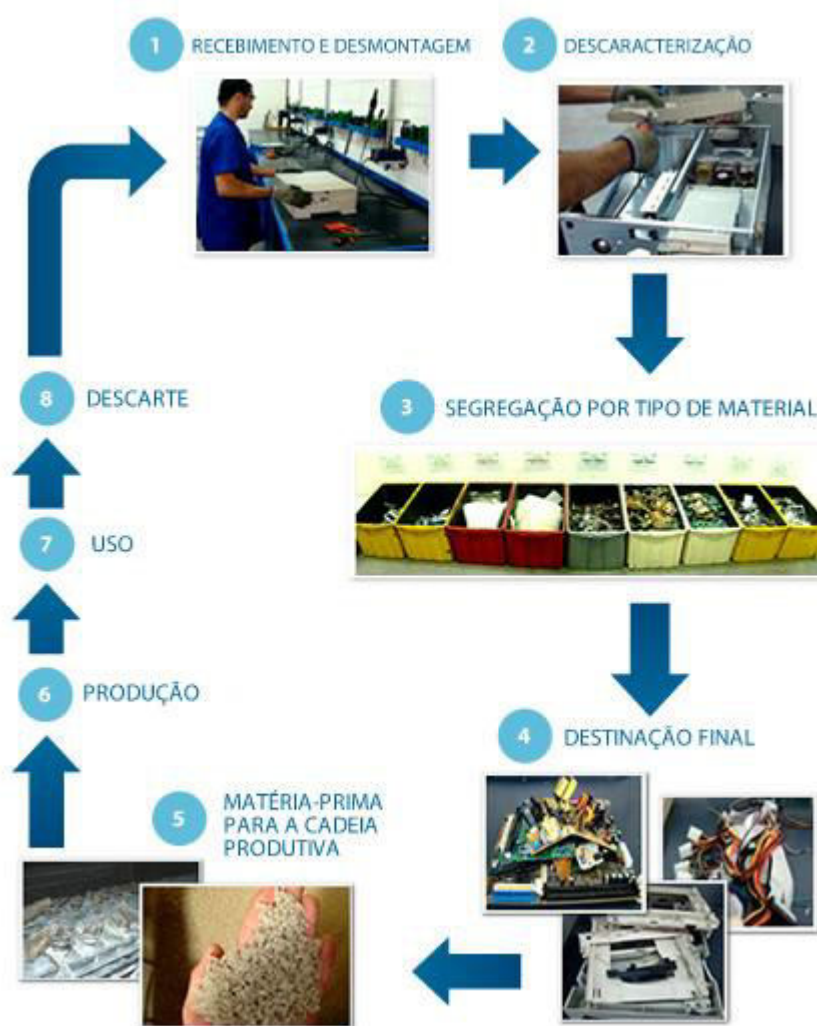 1 RECEBIMENTO E DESMONTAGEM
2 DESCARACTERIZAÇÃO
3 SEGREGAÇÃO POR TIPO DE MATERIAL
4 DESTINAÇÃO FINAL
5 MATÉRIA-PRIMA
PARA A CADEIA
PRODUTIVA
6 PRODUÇÃO
7 USO
8 DESCARTE